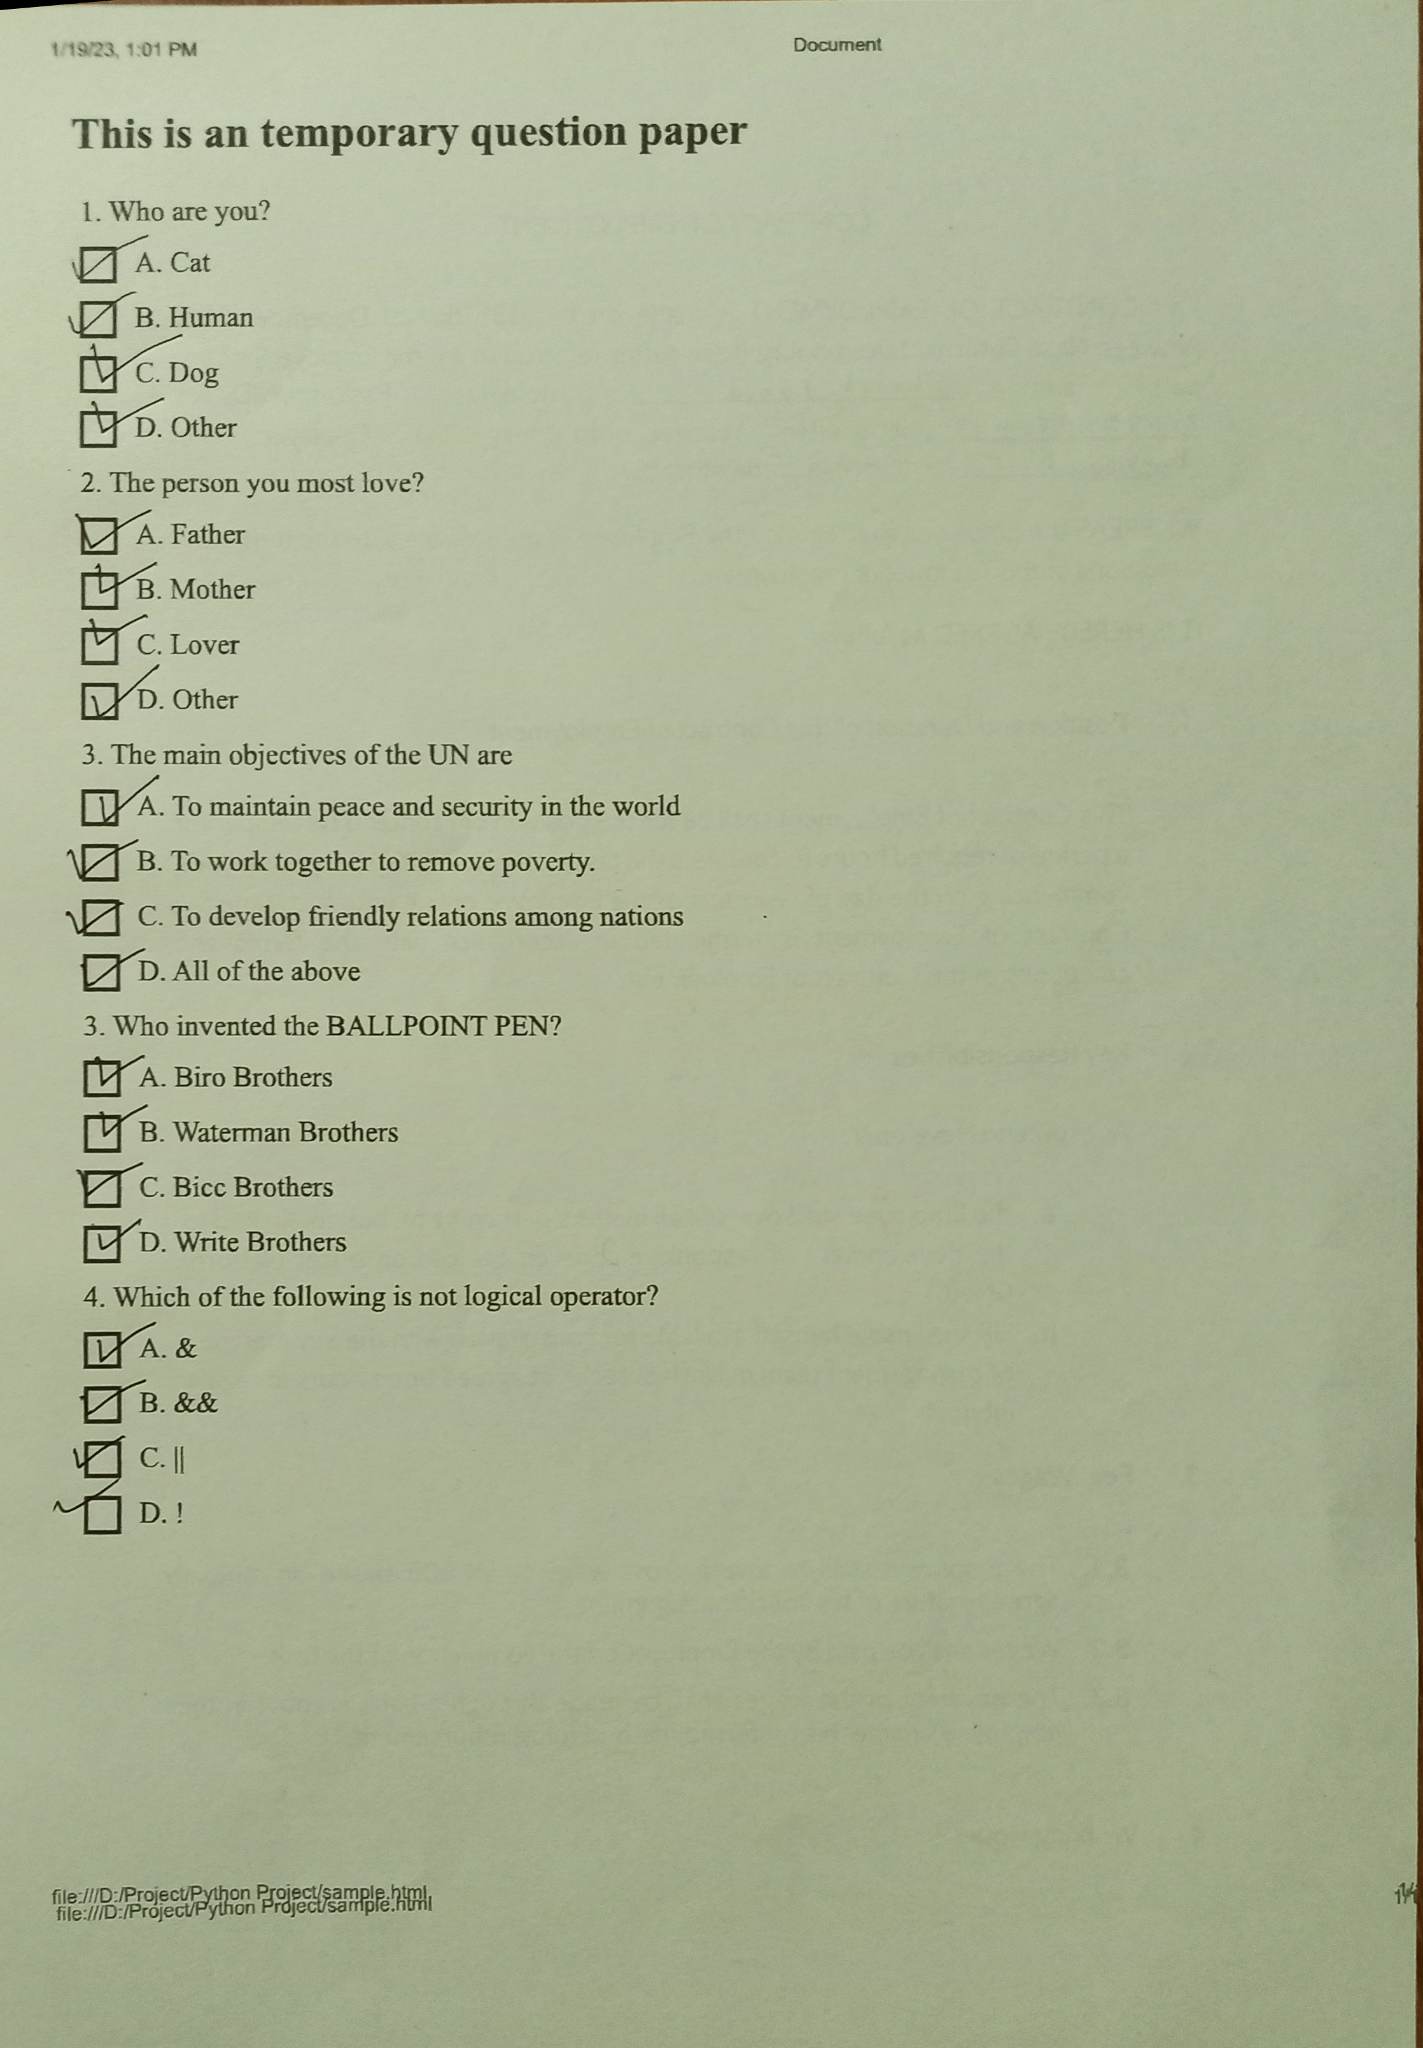 1/19/23, 1:01 PM
Document
This is an temporary question paper
1. Who are you?
A. Cat
B. Human
C. Dog
D. Other
2. The person you most love?
A. Father
B. Mother
C. Lover
D. Other
3. The main objectives of the UN are
A. To maintain peace and security in the world
B. To work together to remove poverty.
C. To develop friendly relations among nations
D. All of the above
3. Who invented the BALLPOINT PEN?
A. Biro Brothers
B. Waterman Brothers
C. Bicc Brothers
D. Write Brothers
4. Which of the following is not logical operator?
A. &
B. &&
C. ||
D. !
file:///D:/Project/Python Project/sample.html
file:///D:/Project/Python Project/sample.html